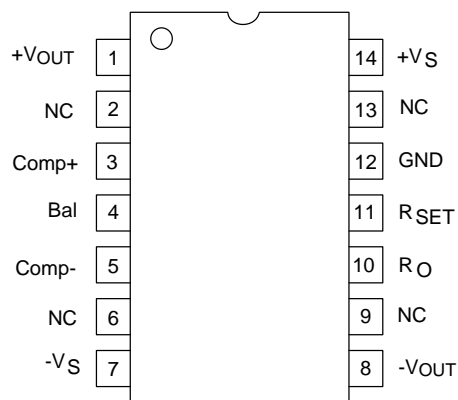 +VOUT 1 14 +VS
NC 2 13 NC
Comp+ 3 12 GND
Bal 4 11 RSET
Comp- 5 10 RO
NC 6 9 NC
-VS 7 8 -VOUT